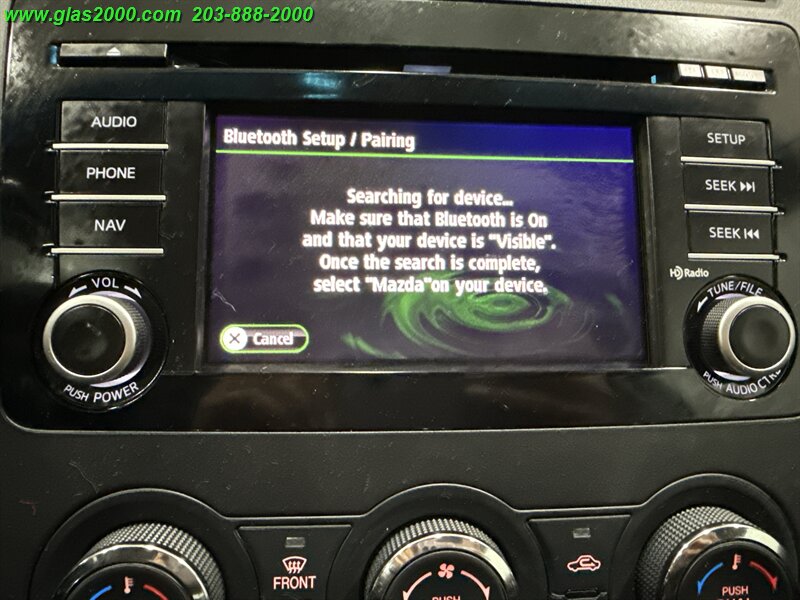 www.glas2000.com 203-888-2000
AUDIO
PHONE
NAV
VOL
PUSH POWER
Bluetooth Setup / Pairing
Searching for device...
Make sure that Bluetooth is On
and that your device is "Visible".
Once the search is complete,
select "Mazda"on your device.
Cancel
SETUP
SEEK
SEEK
HD Radio
TUNE/FILE
PUSH AUDIO
FRONT
PUSH
PUSH